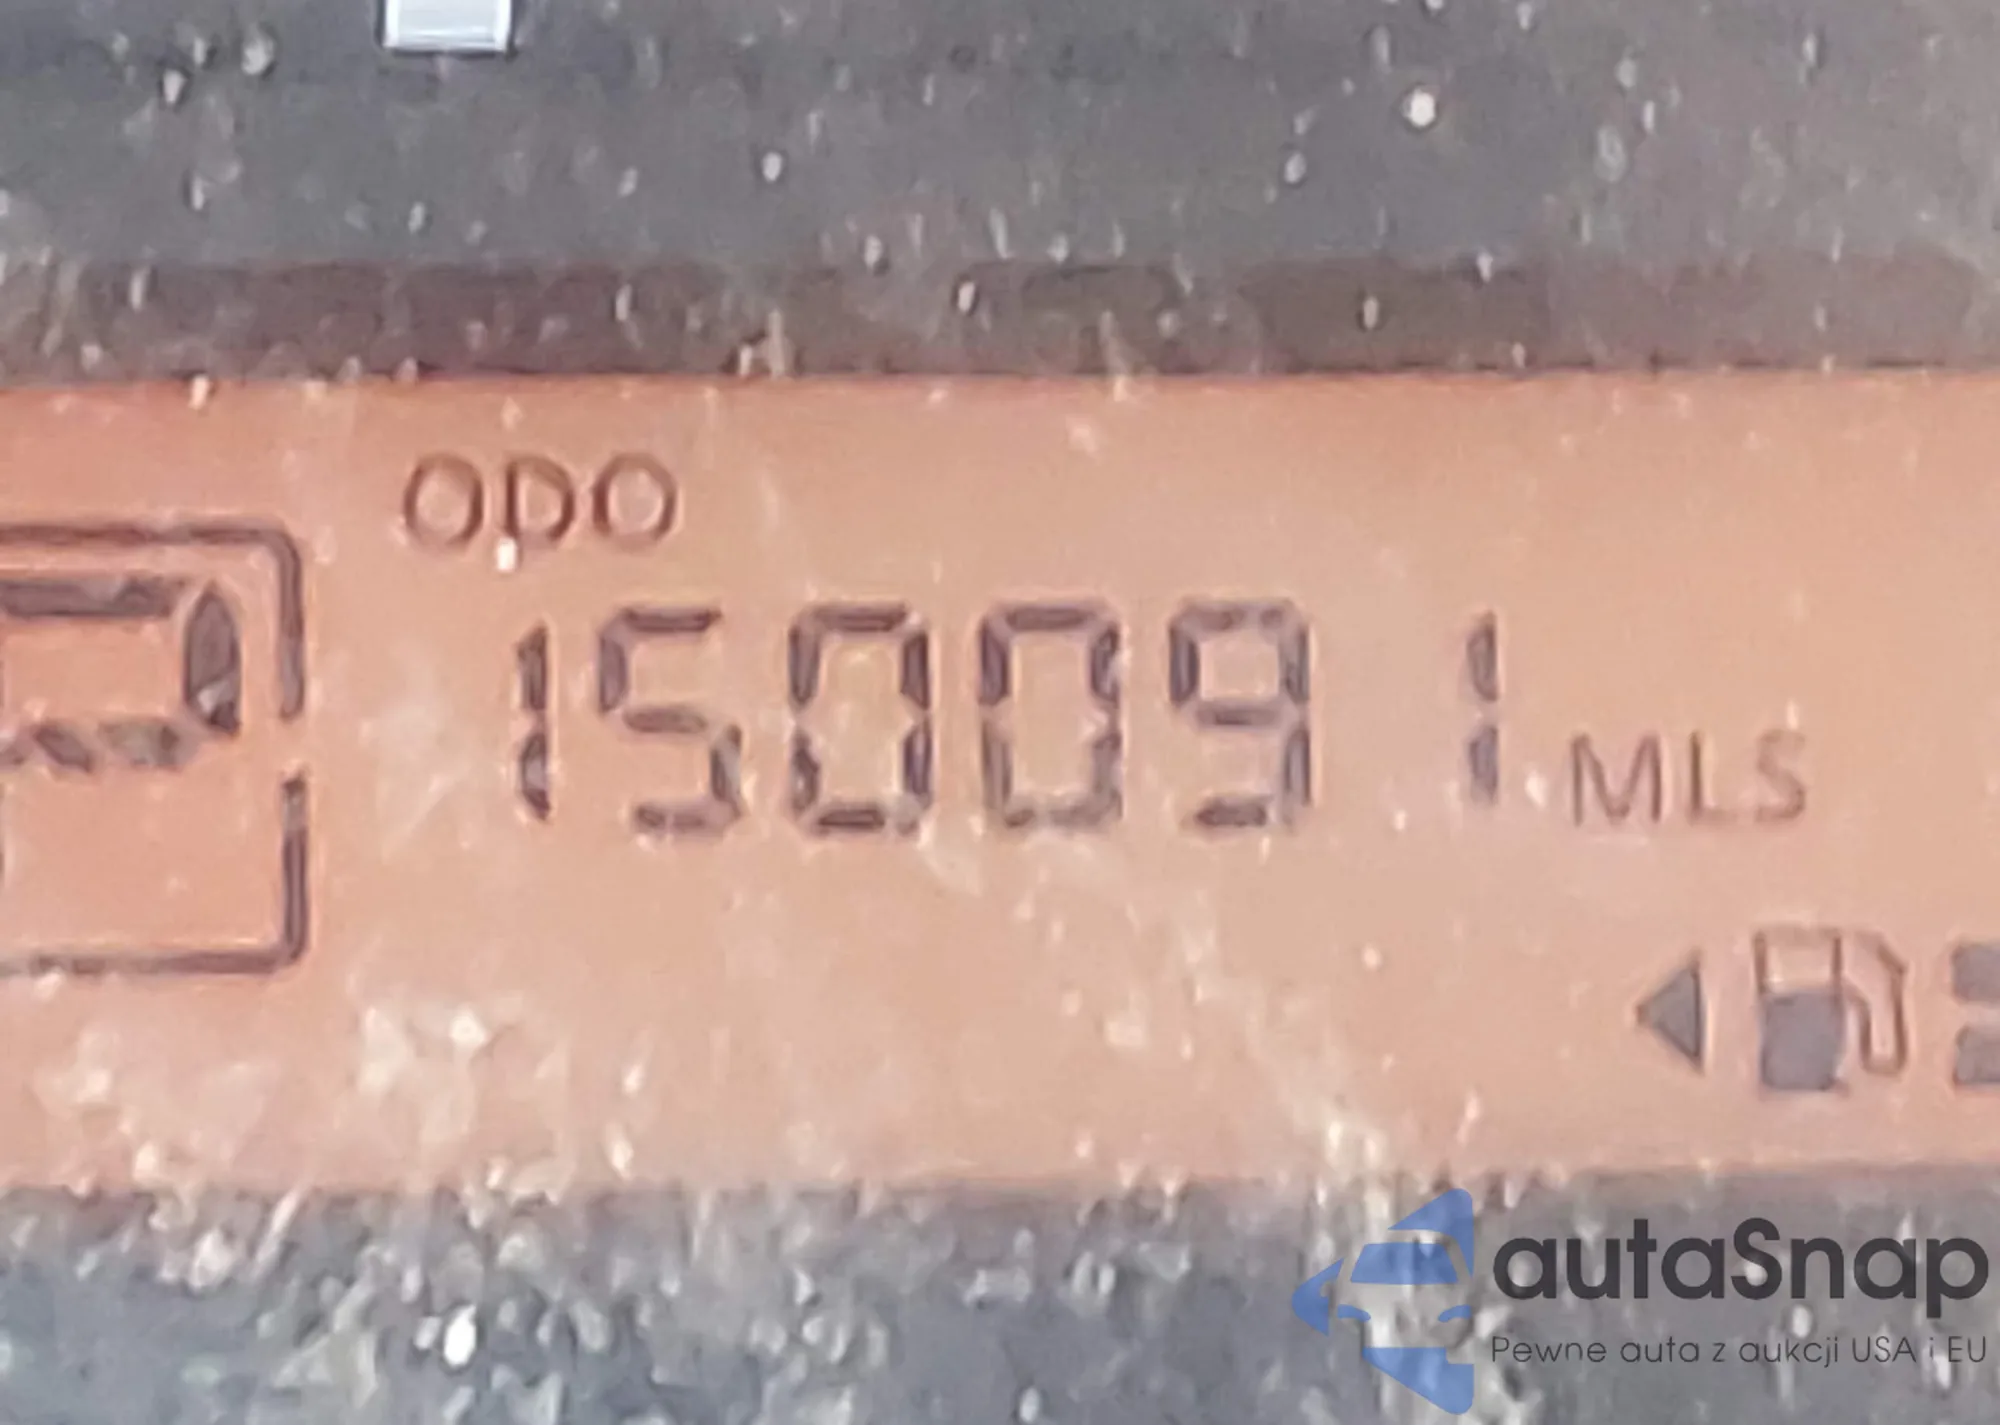 ODO
P 150091 MLS
autaSnap
Pewne auta z aukcji USA i EU